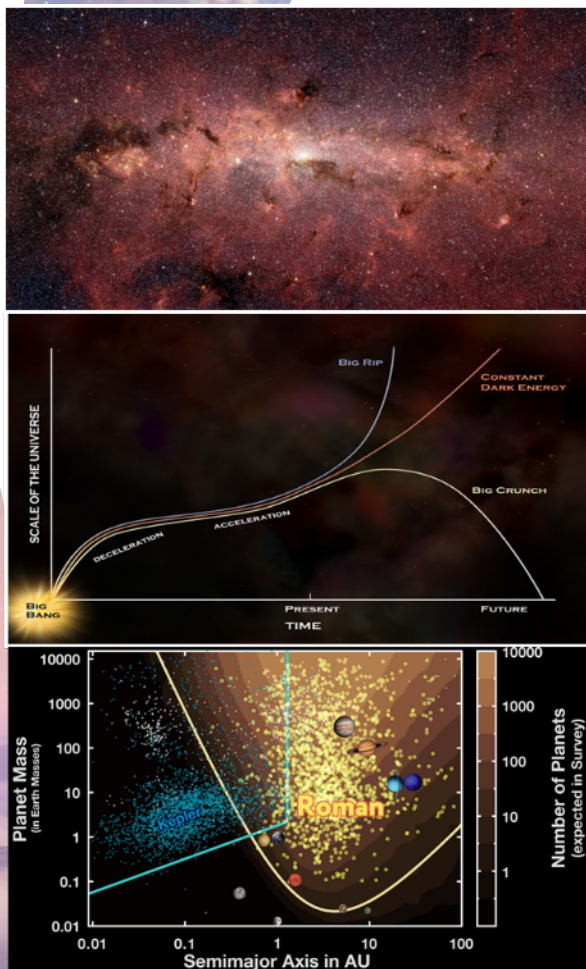 BIG RIP
CONSTANT
DARK ENERGY
SCALE OF THE UNIVERSE
BIG CRUNCH
ACCELERATION
DECELERATION
BIG
BANG
PRESENT
FUTURE
TIME
10000
1000
100
10
1
0.1
0.01
Planet Mass
(in Earth Masses)
Kepler
Roman
0.01
0.1
1
10
100
Semimajor Axis in AU
10000
1000
100
10
1
Number of Planets
(expected in Survey)